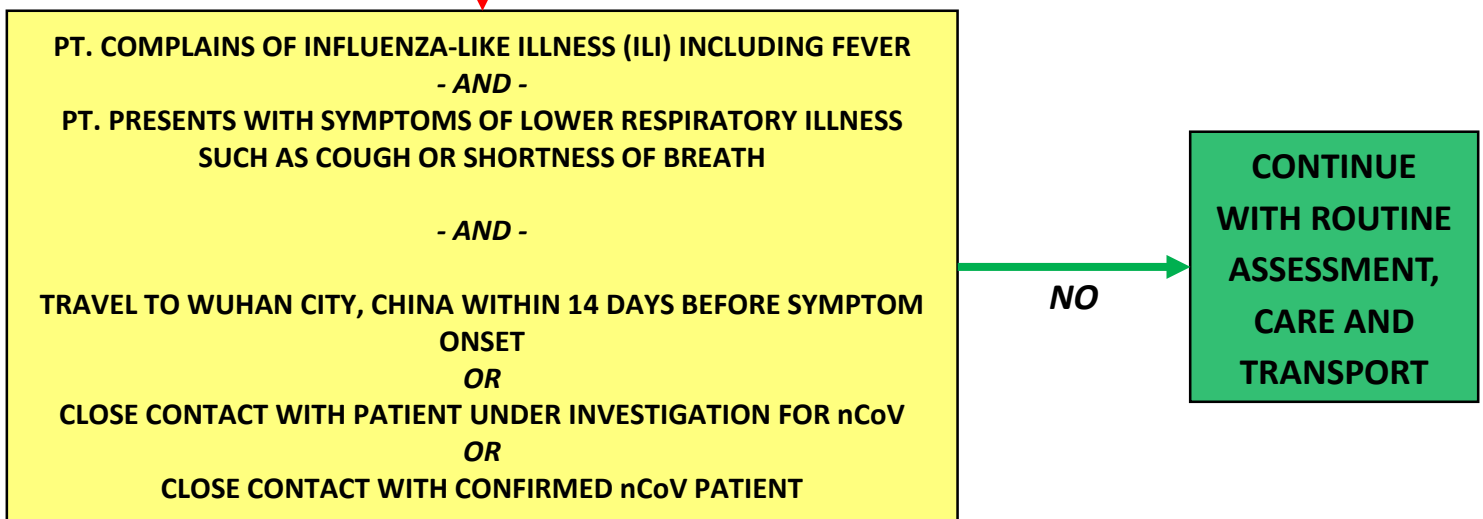 PT. COMPLAINS OF INFLUENZA-LIKE ILLNESS (ILI) INCLUDING FEVER
- AND -
PT. PRESENTS WITH SYMPTOMS OF LOWER RESPIRATORY ILLNESS
SUCH AS COUGH OR SHORTNESS OF BREATH
- AND -
TRAVEL TO WUHAN CITY, CHINA WITHIN 14 DAYS BEFORE SYMPTOM
ONSET
OR
CLOSE CONTACT WITH PATIENT UNDER INVESTIGATION FOR nCoV
OR
CLOSE CONTACT WITH CONFIRMED nCoV PATIENT
NO
CONTINUE
WITH ROUTINE
ASSESSMENT,
CARE AND
TRANSPORT